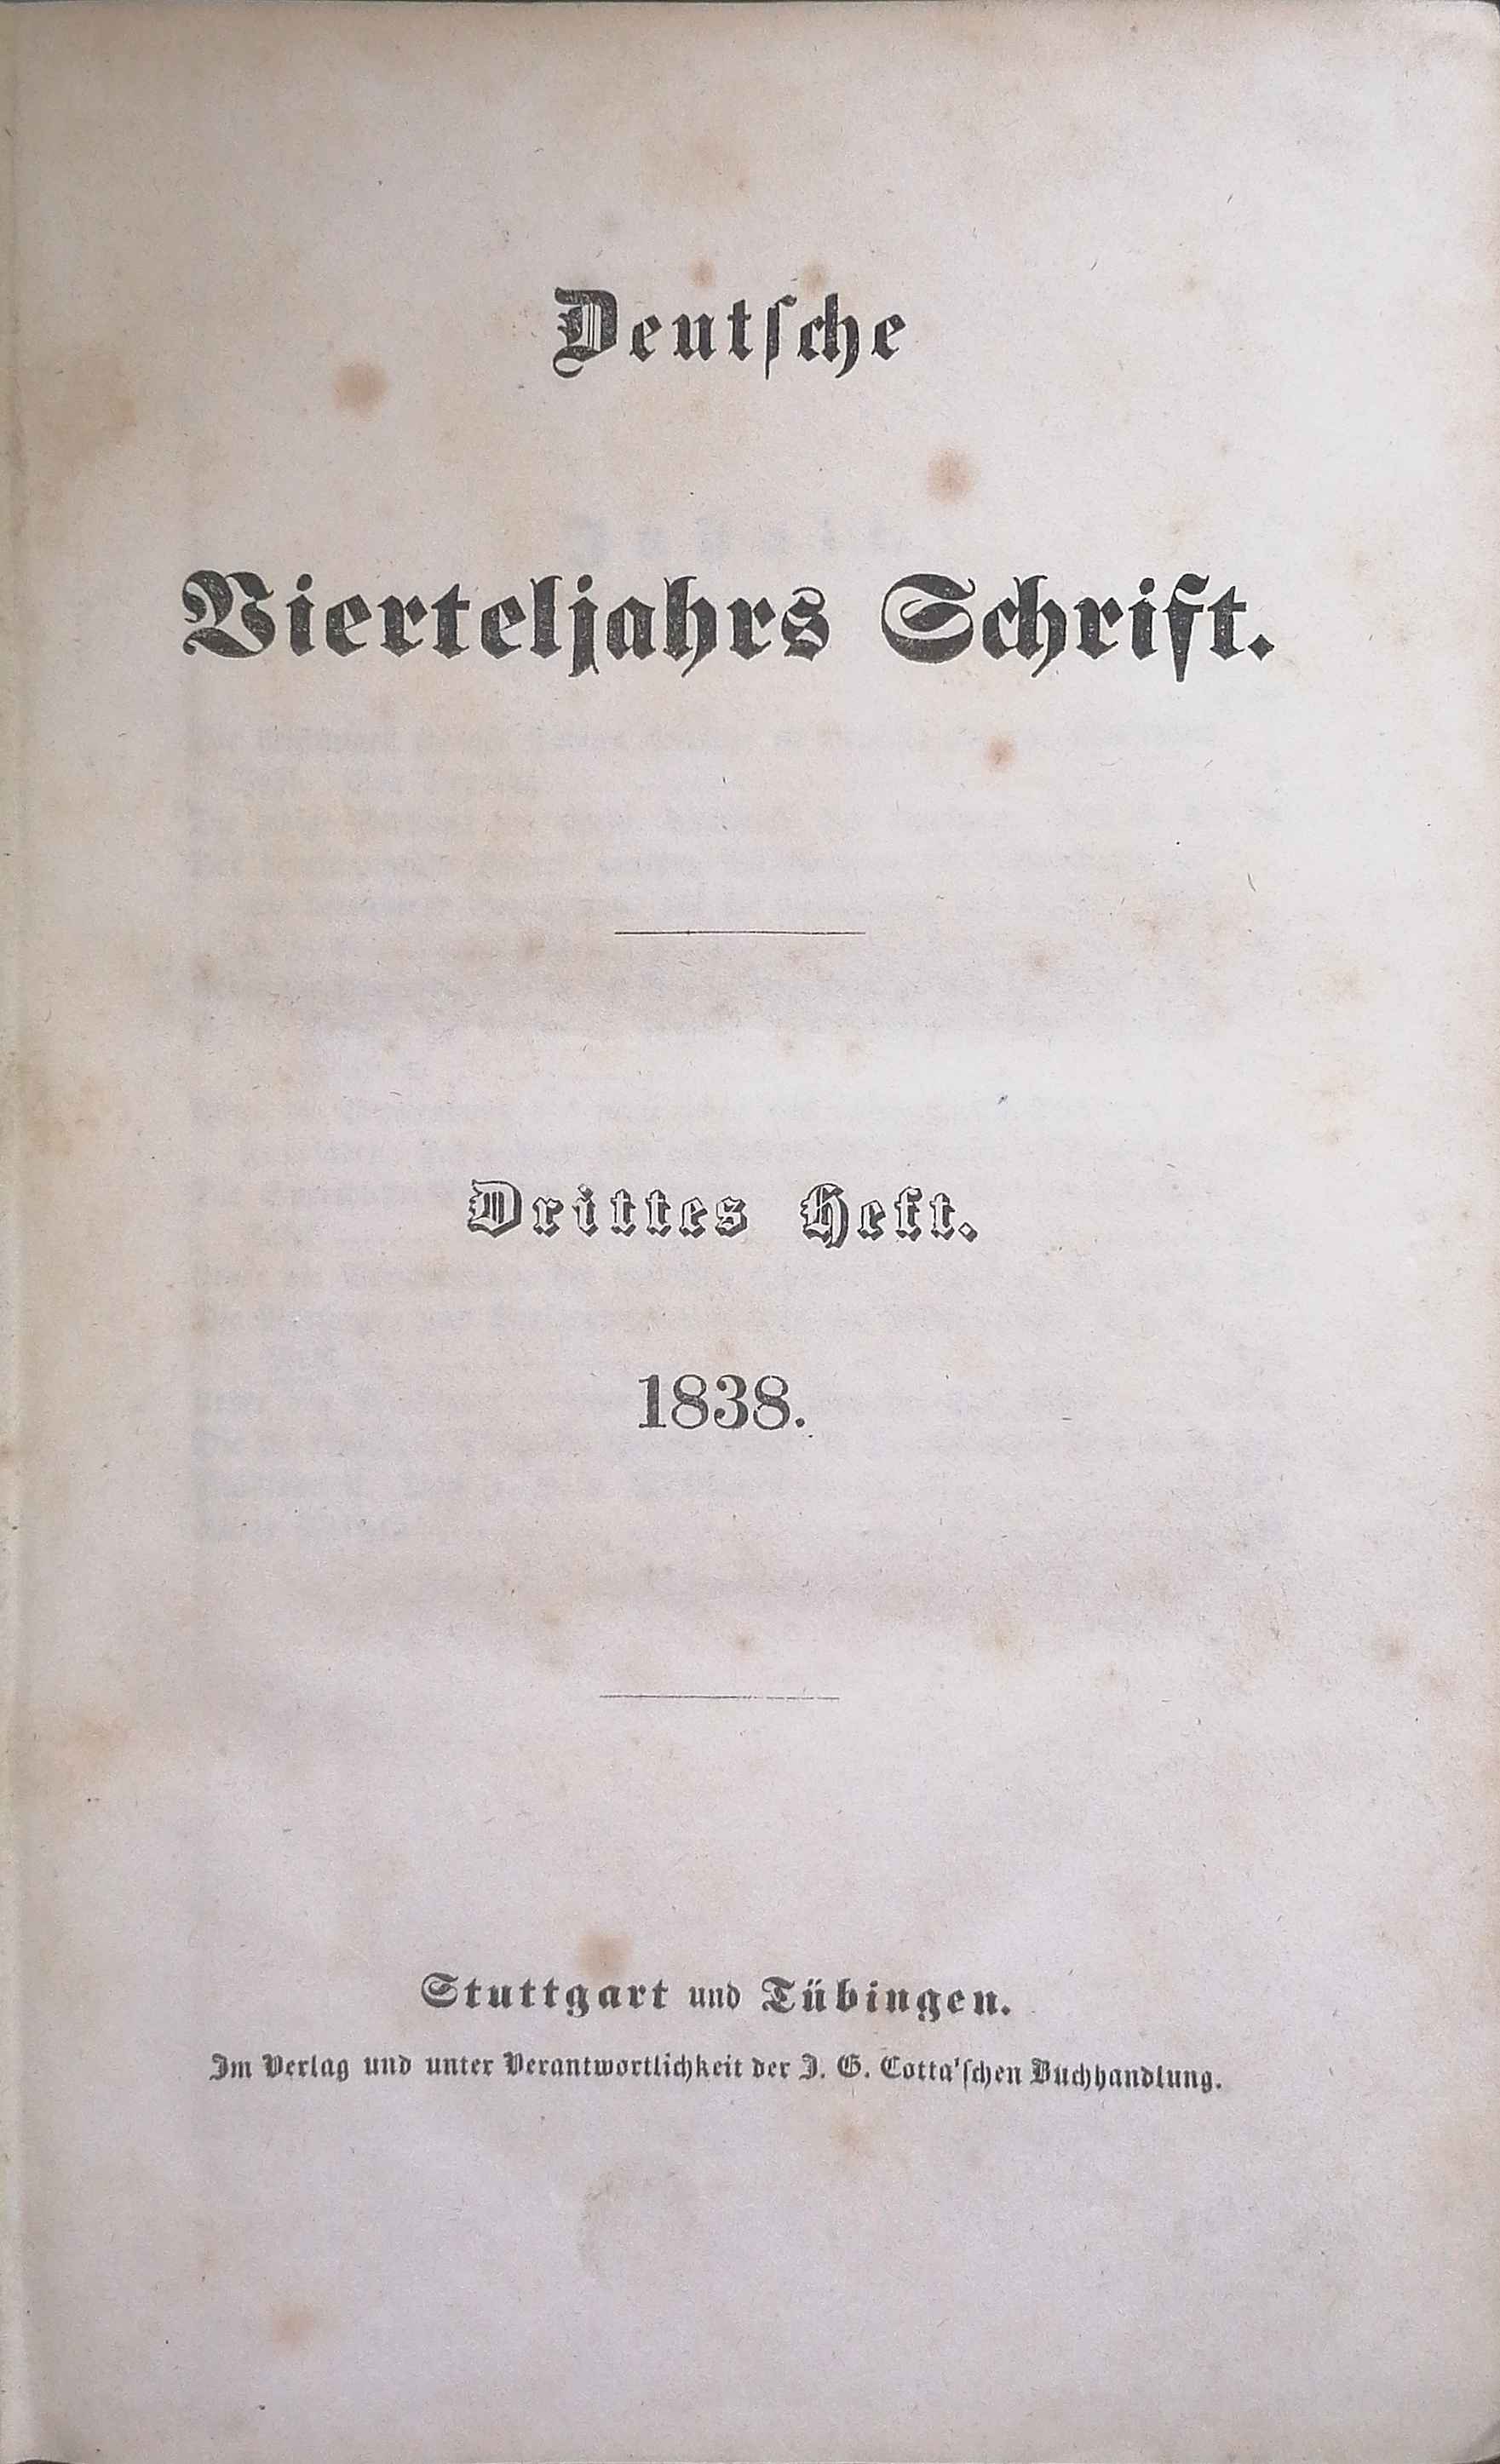 Deutſche
Vierteljahrs Schrift.
Drittes Heft.
1838.
Stuttgart und Tübingen.
Im Verlag und unter Verantwortlichkeit der J. G. Cotta'ſchen Buchhandlung.